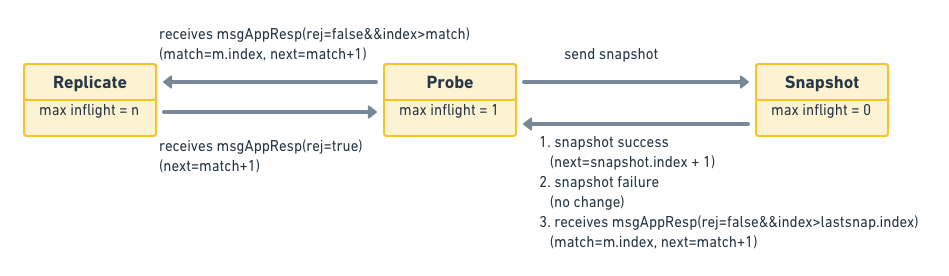 receives msgAppResp(rej=false&&index>match)
(match=m.index, next=match+1)
send snapshot
Replicate
max inflight = n
Probe
max inflight = 1
Snapshot
max inflight = 0
receives msgAppResp(rej=true)
(next=match+1)
1. snapshot success
(next=snapshot.index + 1)
2. snapshot failure
(no change)
3. receives msgAppResp(rej=false&&index>lastsnap.index)
(match=m.index, next=match+1)